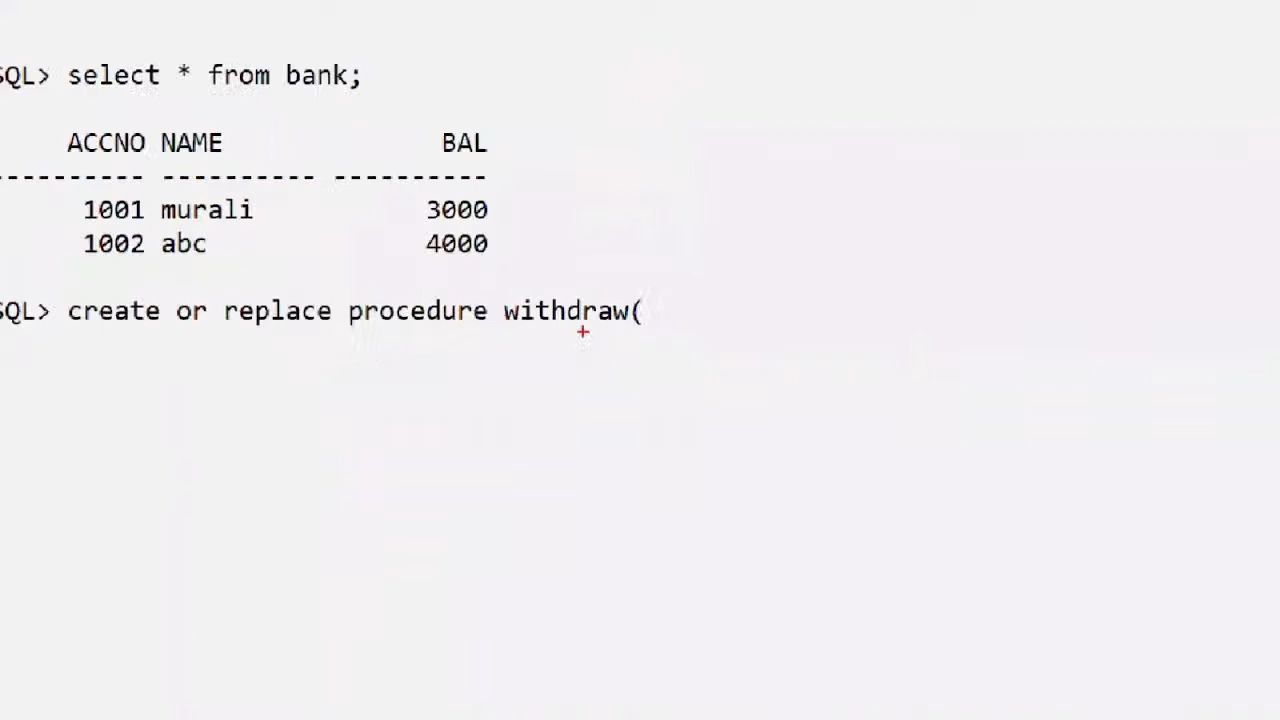 SQL> select * from bank;
ACCNO NAME BAL
---------- ---------- ----------
1001 murali 3000
1002 abc 4000
SQL> create or replace procedure withdraw(